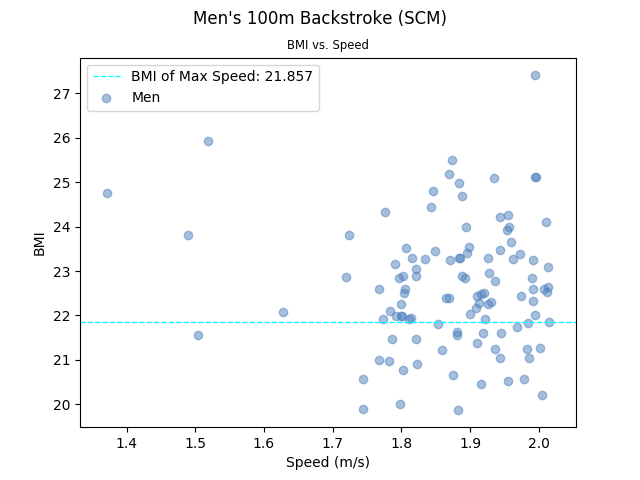 Men's 100m Backstroke (SCM)
BMI vs. Speed
BMI of Max Speed: 21.857
Men
27
26
25
24
23
22
21
20
BMI
1.4 1.5 1.6 1.7 1.8 1.9 2.0
Speed (m/s)